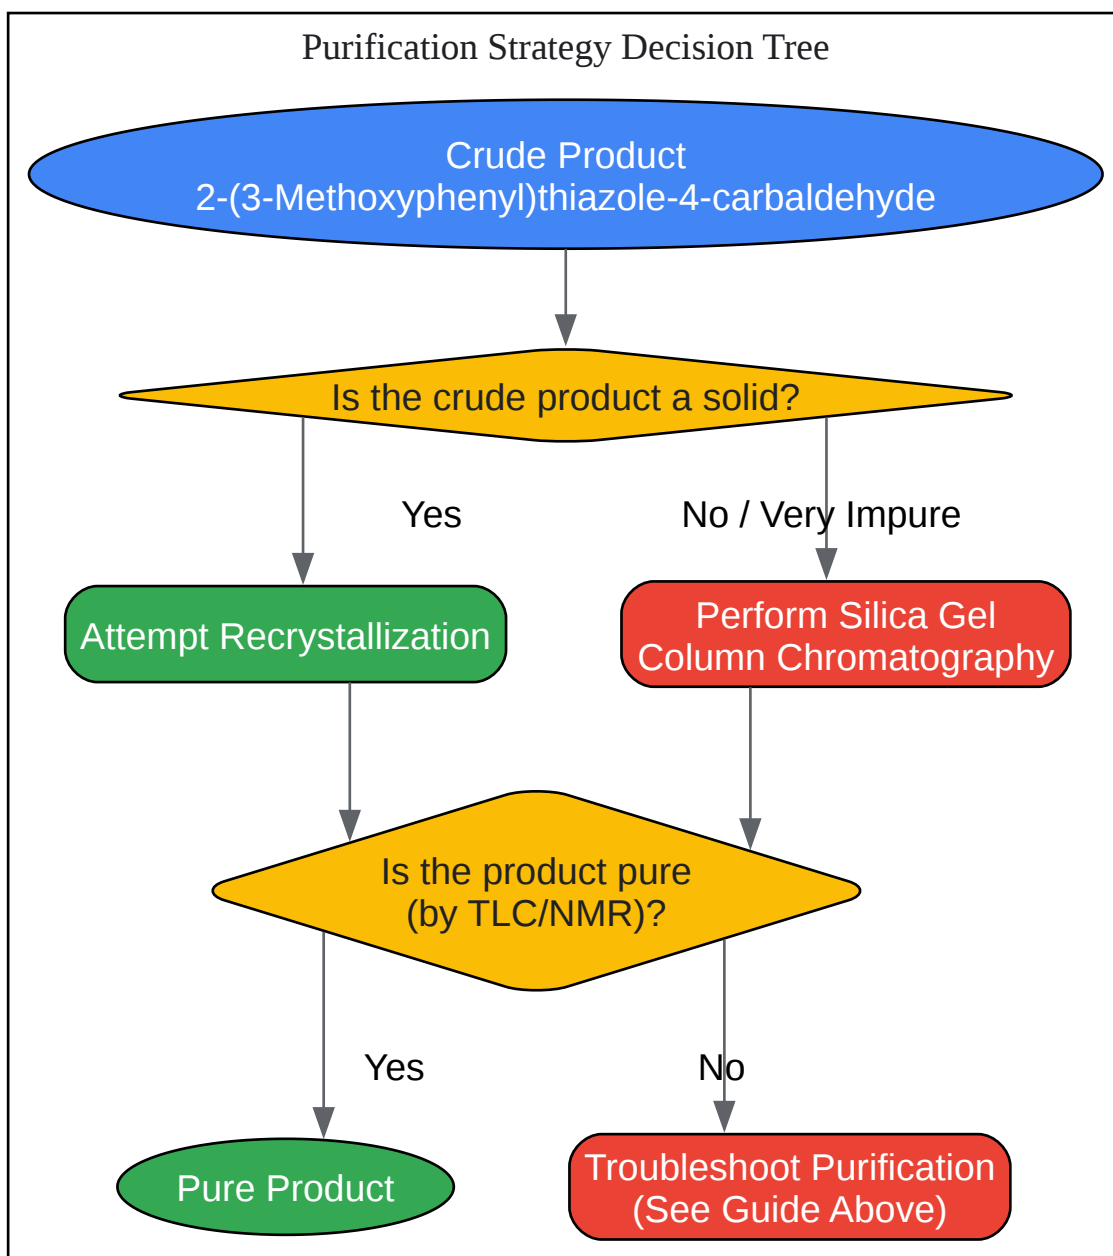 Purification Strategy Decision Tree
Crude Product
2-(3-Methoxyphenyl)thiazole-4-carbaldehyde
Is the crude product a solid?
Yes
No / Very Impure
Attempt Recrystallization
Perform Silica Gel
Column Chromatography
Is the product pure
(by TLC/NMR)?
Yes
No
Pure Product
Troubleshoot Purification
(See Guide Above)